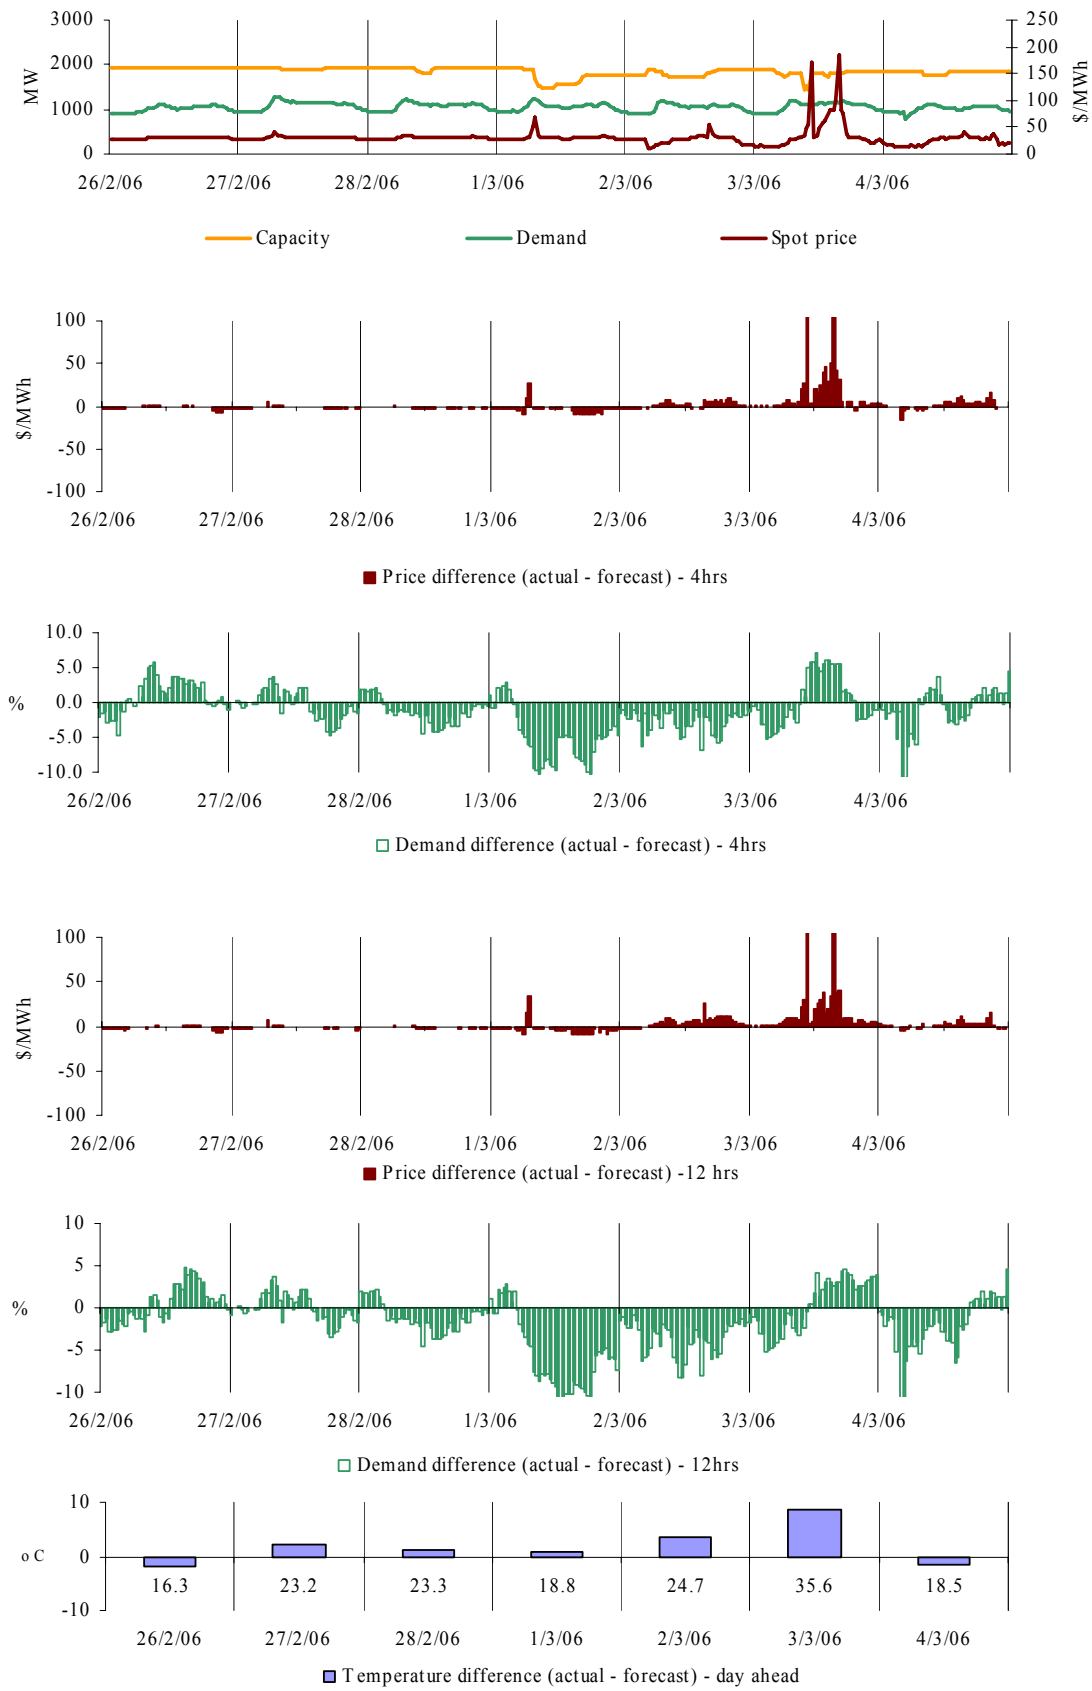 3000 250
200
2000 150
MW $/MWh
1000 100
50
0 0
26/2/06 27/2/06 28/2/06 1/3/06 2/3/06 3/3/06 4/3/06
Capacity Demand Spot price
100
50
$/MWh
0
-50
-100
26/2/06 27/2/06 28/2/06 1/3/06 2/3/06 3/3/06 4/3/06
Price difference (actual - forecast) - 4hrs
10.0
5.0
% 0.0
-5.0
-10.0
26/2/06 27/2/06 28/2/06 1/3/06 2/3/06 3/3/06 4/3/06
Demand difference (actual - forecast) - 4hrs
100
50
$/MWh
0
-50
-100
26/2/06 27/2/06 28/2/06 1/3/06 2/3/06 3/3/06 4/3/06
Price difference (actual - forecast) -12 hrs
10
5
% 0
-5
-10
26/2/06 27/2/06 28/2/06 1/3/06 2/3/06 3/3/06 4/3/06
Demand difference (actual - forecast) - 12hrs
10
o C 0
16.3 23.2 23.3 18.8 24.7 35.6 18.5
-10
26/2/06 27/2/06 28/2/06 1/3/06 2/3/06 3/3/06 4/3/06
Temperature difference (actual - forecast) - day ahead